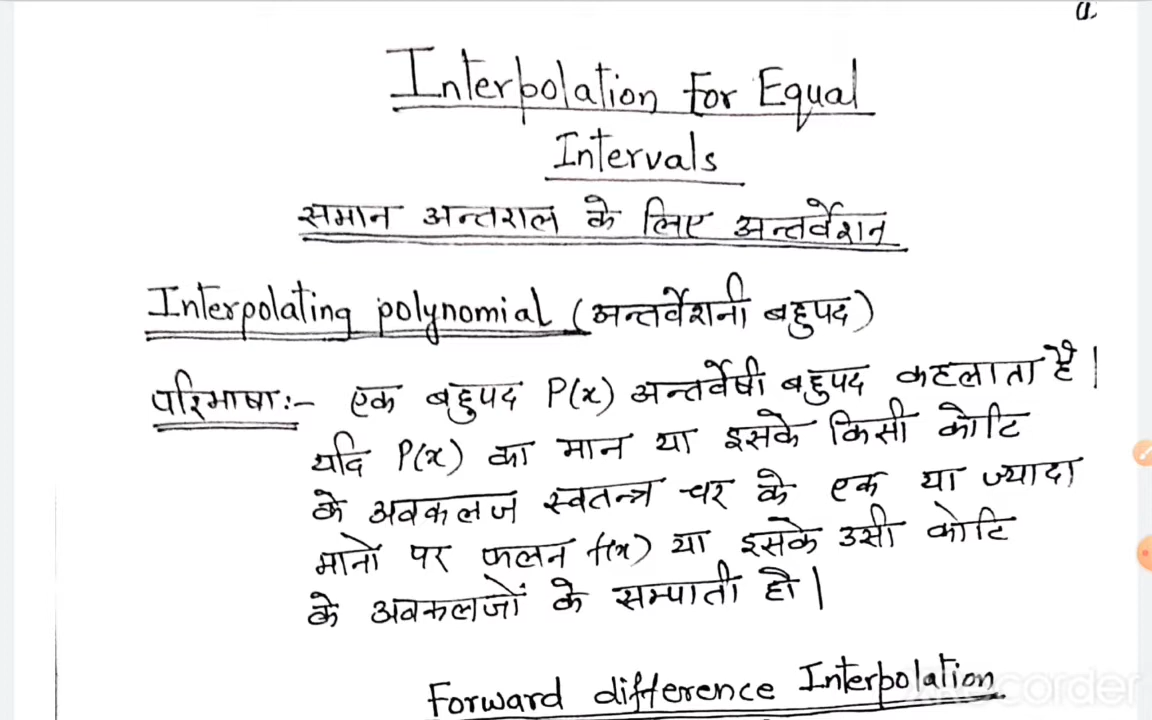 Interpolation For Equal
Intervals
समान अन्तराल के लिए अन्तर्वेशन
Interpolating polynomial (अन्तर्वेशनी बहुपद)
परिभाषा:- एक बहुपद P(x) अन्तर्वेषी बहुपद कहलाता है।
यदि P(x) का मान या इसके किसी कोटि
के अवकलज स्वतन्त्र चर के एक या ज्यादा
मानो पर फलन f(x) या इसके उसी कोटि
के अवकलजों के सम्पाती हो।
Forward difference Interpolation
Recorder